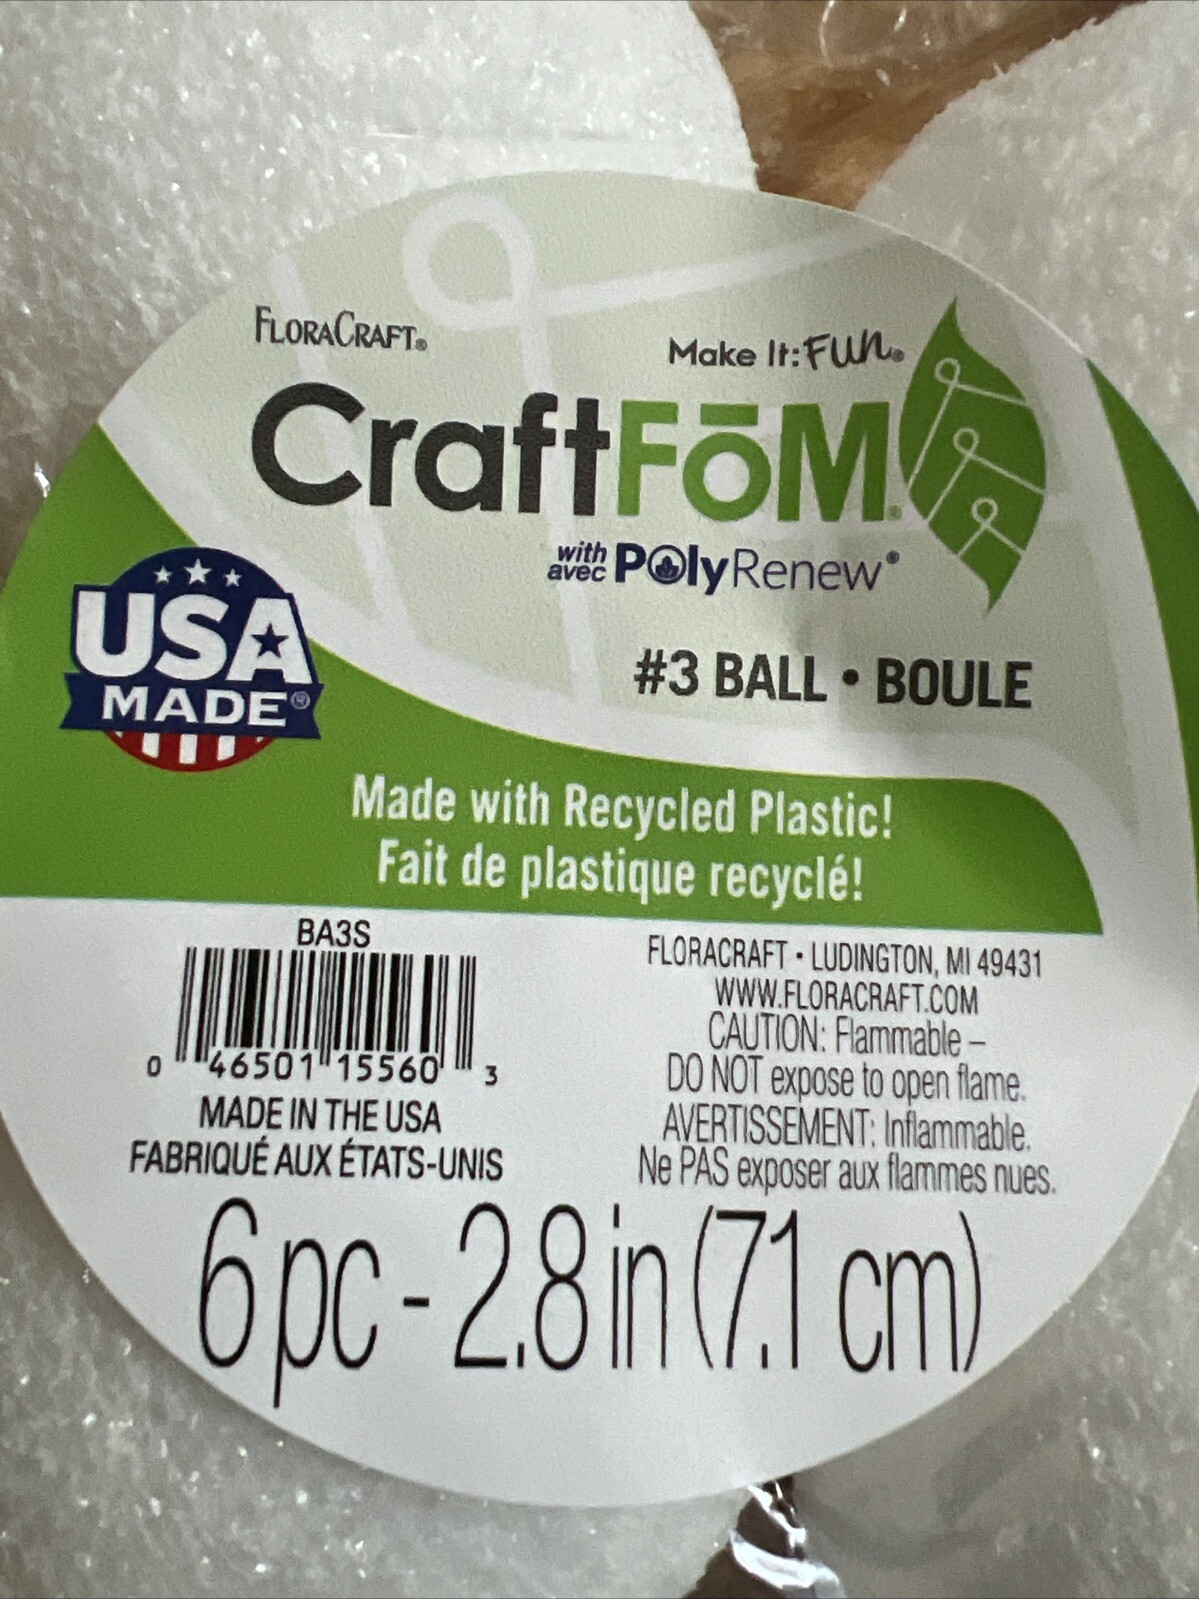 FLORACRAFT®
Make It: FUN®
CraftFōM®
with avec PolyRenew®
#3 BALL • BOULE
USA
MADE®
Made with Recycled Plastic!
Fait de plastique recyclé!
BA3S
0 46501 15560 3
MADE IN THE USA
FABRIQUÉ AUX ÉTATS-UNIS
FLORACRAFT • LUDINGTON, MI 49431
WWW.FLORACRAFT.COM
CAUTION: Flammable –
DO NOT expose to open flame.
AVERTISSEMENT: Inflammable.
Ne PAS exposer aux flammes nues.
6 pc - 2.8 in (7.1 cm)